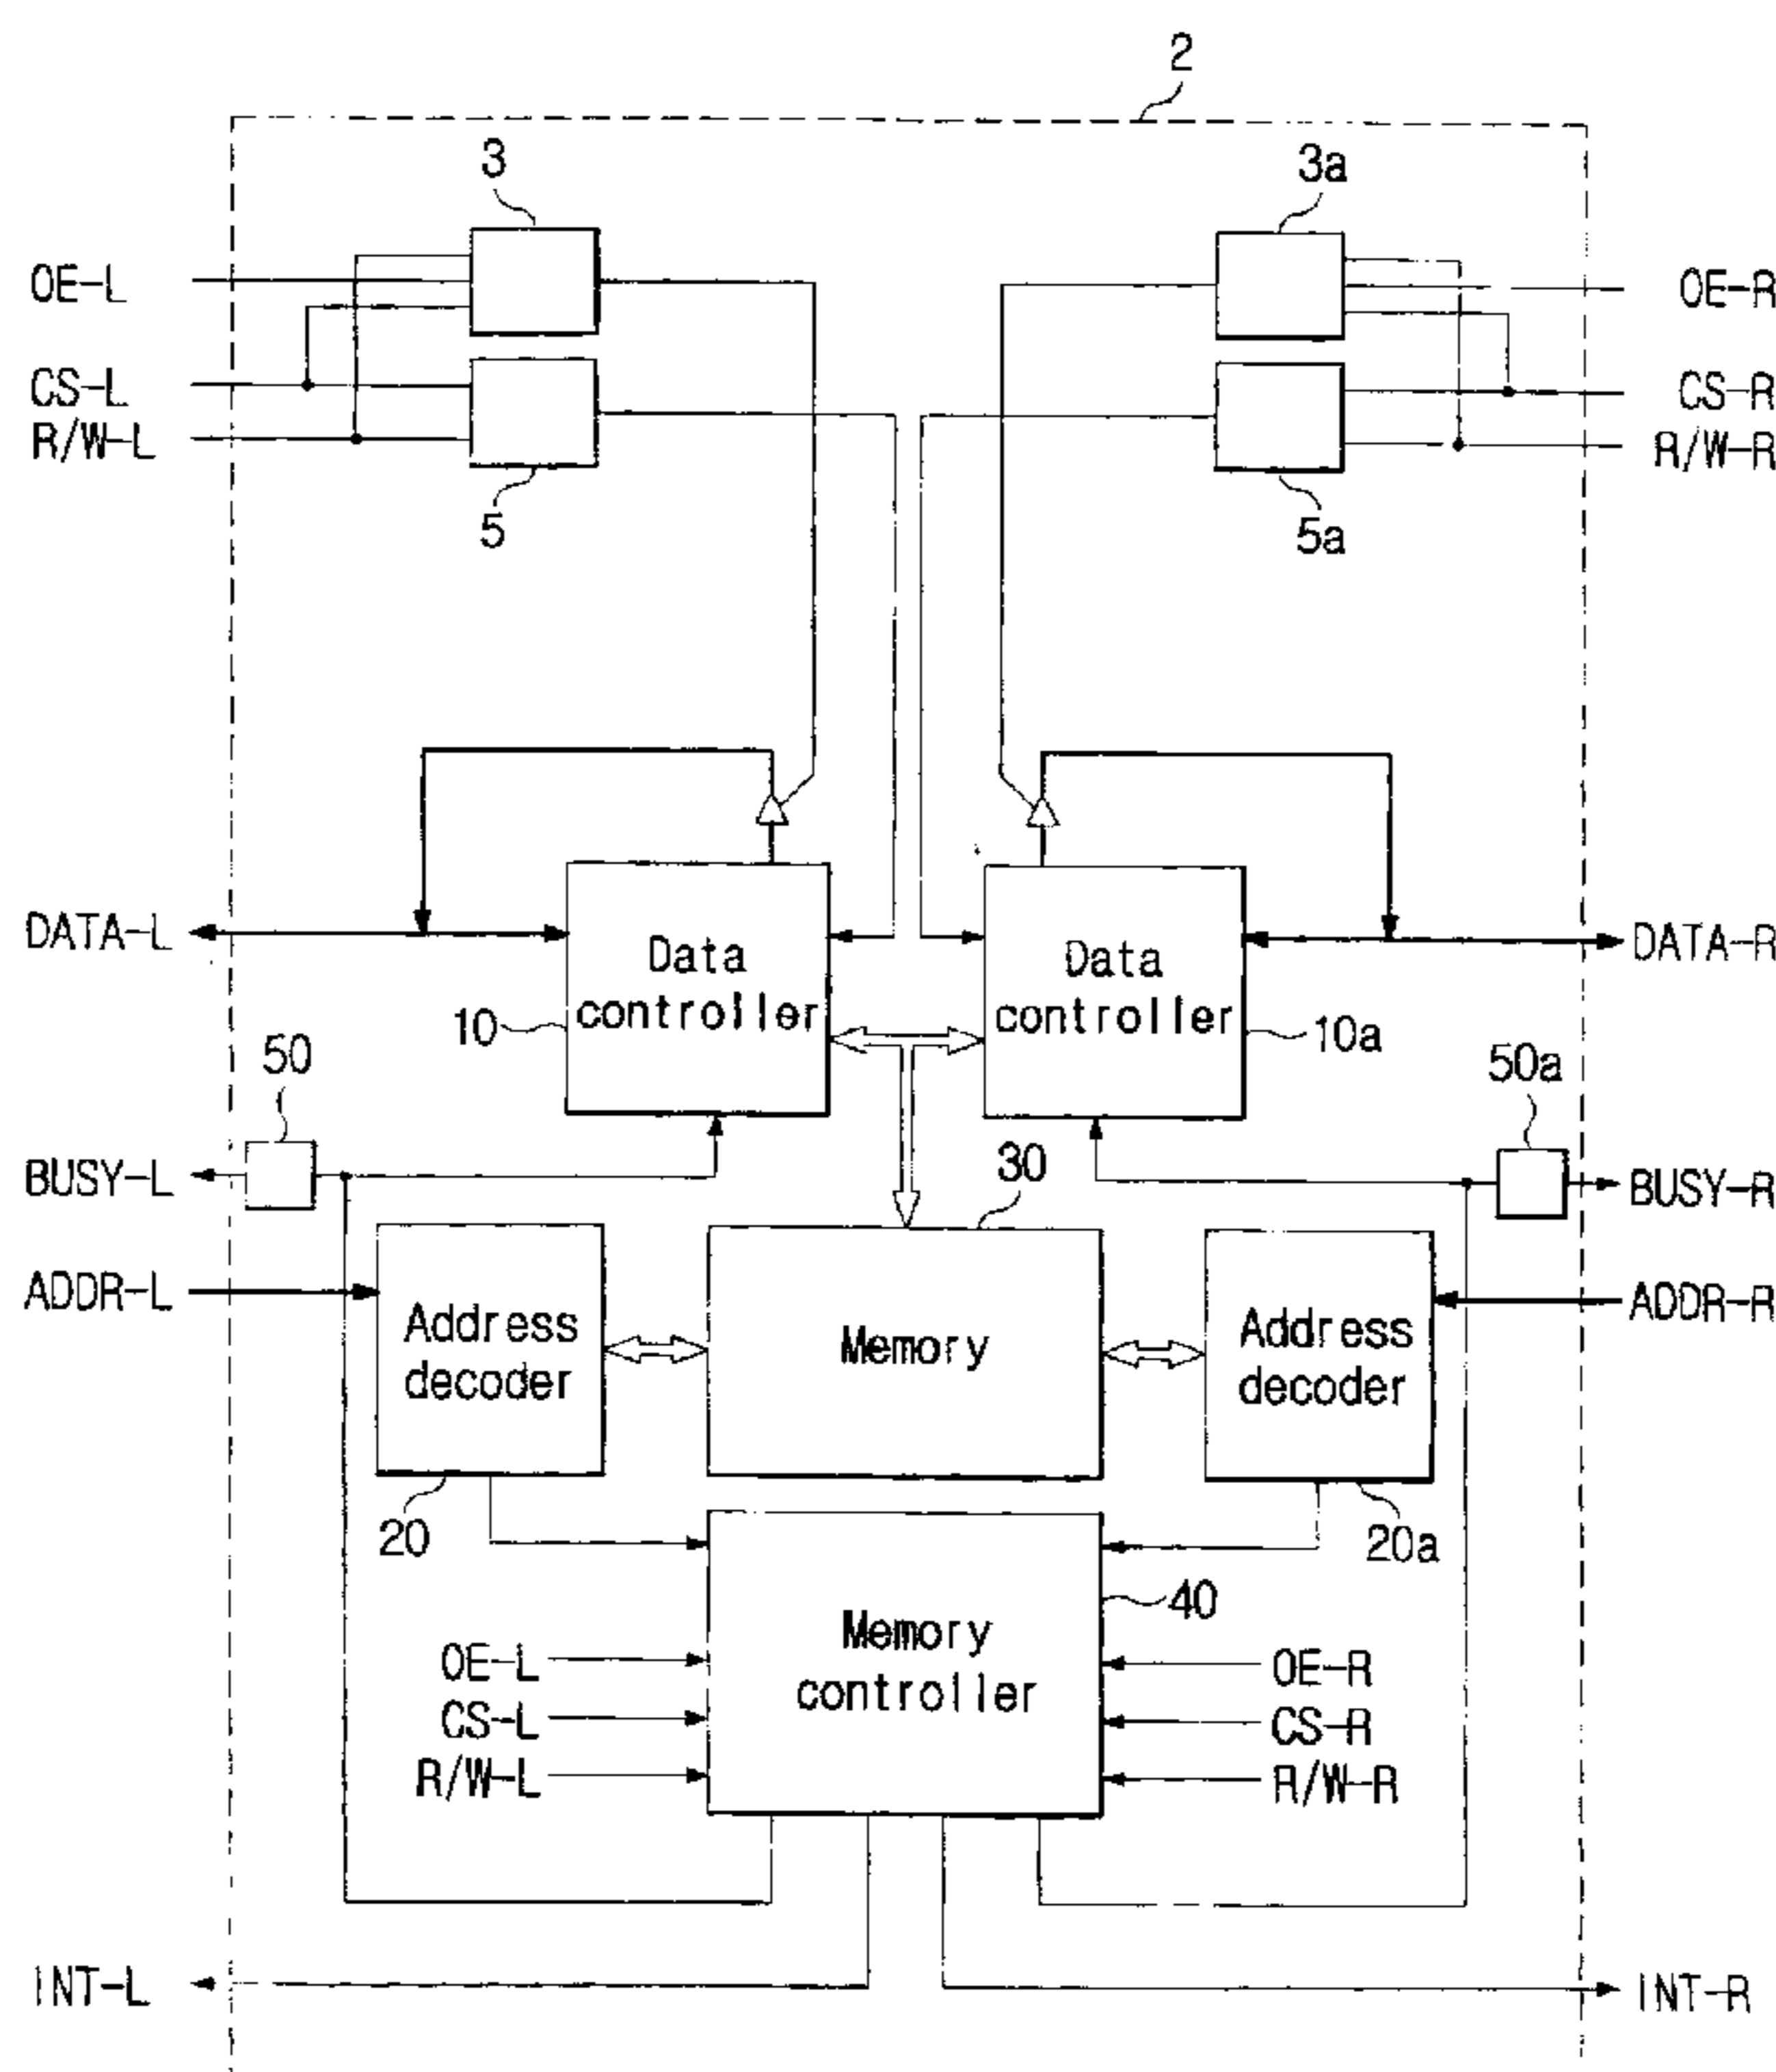 2
3
3a
OE-L
OE-R
CS-L
CS-R
R/W-L
R/W-R
5
5a
DATA-L
DATA-R
Data
controller
Data
controller
10
10a
50
50a
BUSY-L
BUSY-R
30
ADDR-L
ADDR-R
Address
decoder
Memory
Address
decoder
20
20a
40
Memory
controller
OE-L
OE-R
CS-L
CS-R
R/W-L
R/W-R
INT-L
INT-R